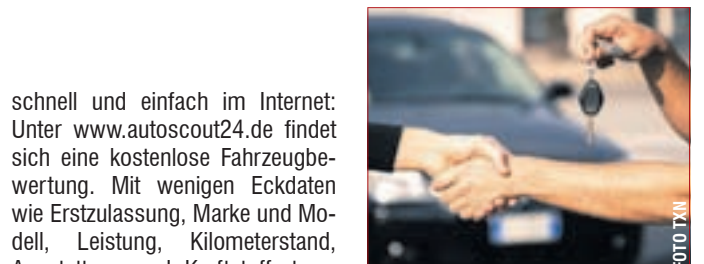 schnell und einfach im Internet:
Unter www.autoscout24.de findet
sich eine kostenlose Fahrzeugbe-
wertung. Mit wenigen Eckdaten
wie Erstzulassung, Marke und Mo-
dell, Leistung, Kilometerstand,
FOTO TXN